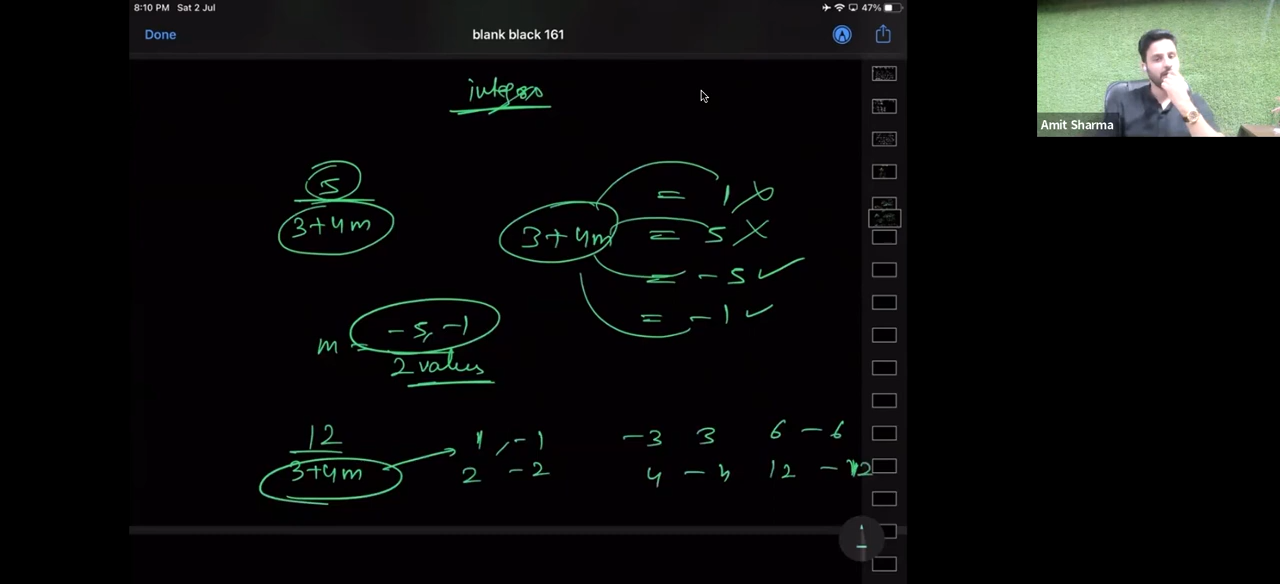 8:10 PM Sat 2 Jul 47%
Done blank black 161
Amit Sharma
integers
5
3+4m
3+4m = 1
= 5
= -5
= -1
m = -5, -1
2 values
12
3+4m
1, -1 -3 3 6 -6
2 -2 4 -4 12 -12